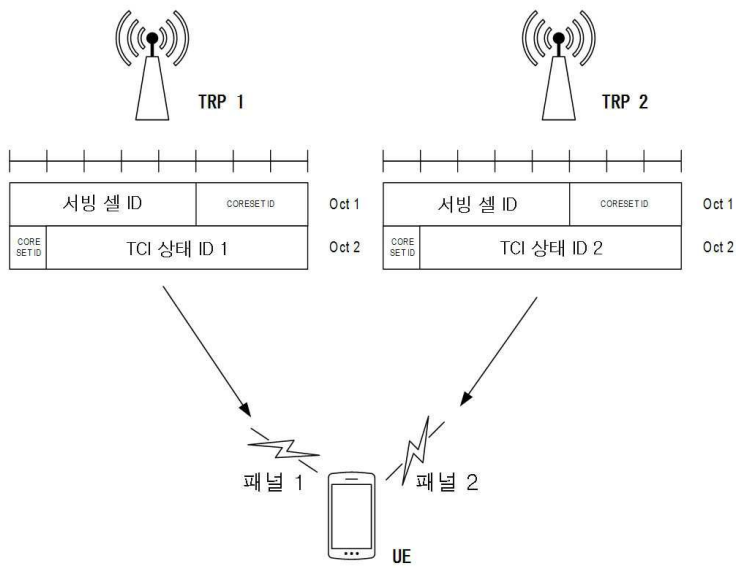 TRP 1
TRP 2
서빙 셀 ID CORESET ID Oct 1
CORE
SET ID TCI 상태 ID 1 Oct 2
서빙 셀 ID CORESET ID Oct 1
CORE
SET ID TCI 상태 ID 2 Oct 2
패널 1
패널 2
UE